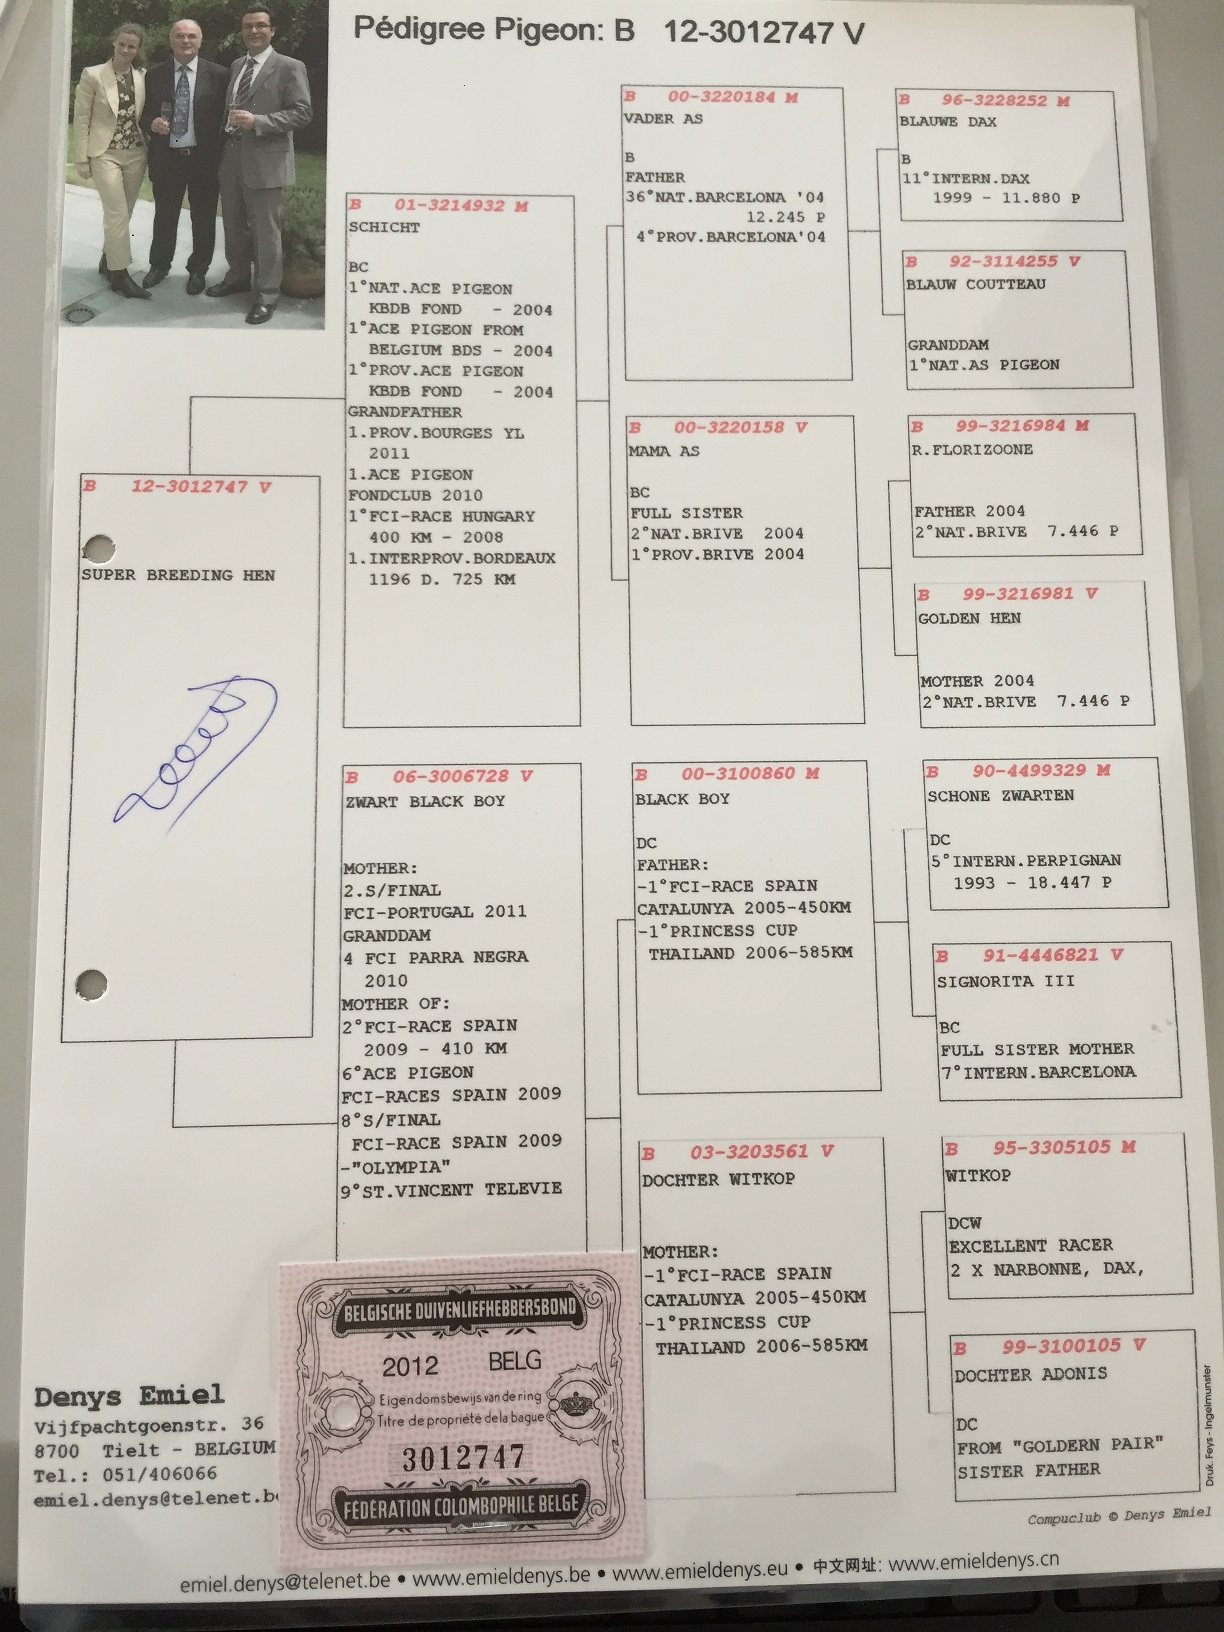 Pédigree Pigeon: B 12-3012747 V
B 12-3012747 V
SUPER BREEDING HEN
B 01-3214932 M
SCHICHT
BC
1°NAT.ACE PIGEON
KBDB FOND - 2004
1°ACE PIGEON FROM
BELGIUM BDS - 2004
1°PROV.ACE PIGEON
KBDB FOND - 2004
GRANDFATHER
1.PROV.BOURGES YL
2011
1.ACE PIGEON
FONDCLUB 2010
1°FCI-RACE HUNGARY
400 KM - 2008
1.INTERPROV.BORDEAUX
1196 D. 725 KM
B 06-3006728 V
ZWART BLACK BOY
MOTHER:
2.S/FINAL
FCI-PORTUGAL 2011
GRANDDAM
4 FCI PARRA NEGRA
2010
MOTHER OF:
2°FCI-RACE SPAIN
2009 - 410 KM
6°ACE PIGEON
FCI-RACES SPAIN 2009
8°S/FINAL
FCI-RACE SPAIN 2009
-"OLYMPIA"
9°ST.VINCENT TELEVIE
B 00-3220184 M
VADER AS
B
FATHER
36°NAT.BARCELONA '04
12.245 P
4°PROV.BARCELONA'04
B 00-3220158 V
MAMA AS
BC
FULL SISTER
2°NAT.BRIVE 2004
1°PROV.BRIVE 2004
B 00-3100860 M
BLACK BOY
DC
FATHER:
-1°FCI-RACE SPAIN
CATALUNYA 2005-450KM
-1°PRINCESS CUP
THAILAND 2006-585KM
B 03-3203561 V
DOCHTER WITKOP
MOTHER:
-1°FCI-RACE SPAIN
CATALUNYA 2005-450KM
-1°PRINCESS CUP
THAILAND 2006-585KM
B 96-3228252 M
BLAUWE DAX
B
11°INTERN.DAX
1999 - 11.880 P
B 92-3114255 V
BLAUW COUTTEAU
GRANDDAM
1°NAT.AS PIGEON
B 99-3216984 M
R.FLORIZOONE
FATHER 2004
2°NAT.BRIVE 7.446 P
B 99-3216981 V
GOLDEN HEN
MOTHER 2004
2°NAT.BRIVE 7.446 P
B 90-4499329 M
SCHONE ZWARTEN
DC
5°INTERN.PERPIGNAN
1993 - 18.447 P
B 91-4446821 V
SIGNORITA III
BC
FULL SISTER MOTHER
7°INTERN.BARCELONA
B 95-3305105 M
WITKOP
DCW
EXCELLENT RACER
2 X NARBONNE, DAX,
B 99-3100105 V
DOCHTER ADONIS
DC
FROM "GOLDERN PAIR"
SISTER FATHER
Denys Emiel
Vijfpachtgoenstr. 36
8700 Tielt - BELGIUM
Tel.: 051/406066
emiel.denys@telenet.be
BELGISCHE DUIVENLIEFHEBBERSBOND
2012 BELG
Eigendomsbewijs van de ring
Titre de propriété de la bague
3012747
FÉDÉRATION COLOMBOPHILE BELGE
Druk. Feys - Ingelmunster
Compuclub © Denys Emiel
emiel.denys@telenet.be • www.emieldenys.be • www.emieldenys.eu • 中文网址: www.emieldenys.cn